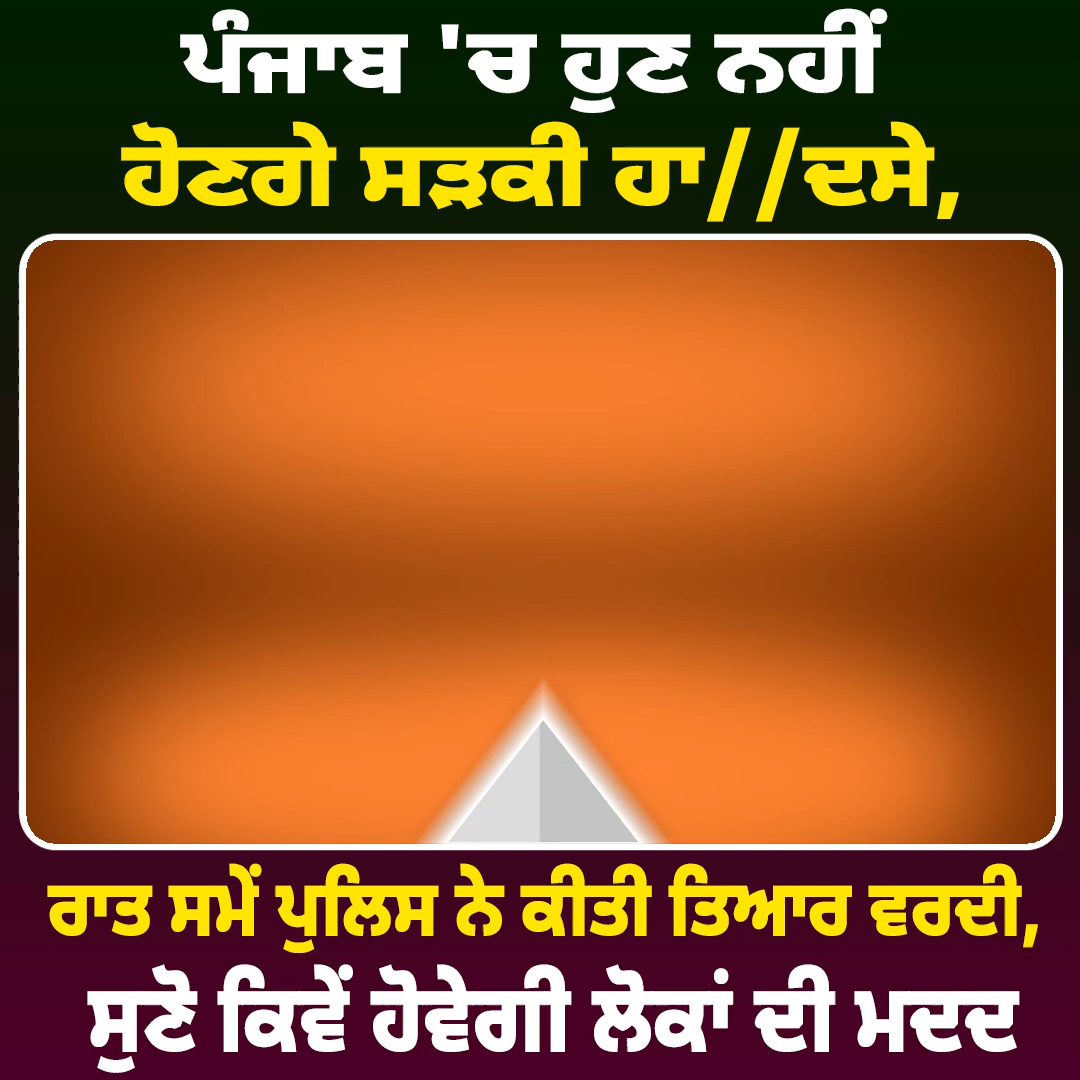 ਪੰਜਾਬ 'ਚ ਹੁਣ ਨਹੀਂ
ਹੋਣਗੇ ਸੜਕੀ ਹਾ//ਦਸੇ,
ਰਾਤ ਸਮੇਂ ਪੁਲਿਸ ਨੇ ਕੀਤੀ ਤਿਆਰ ਵਰਦੀ,
ਸੁਣੋ ਕਿਵੇਂ ਹੋਵੇਗੀ ਲੋਕਾਂ ਦੀ ਮਦਦ